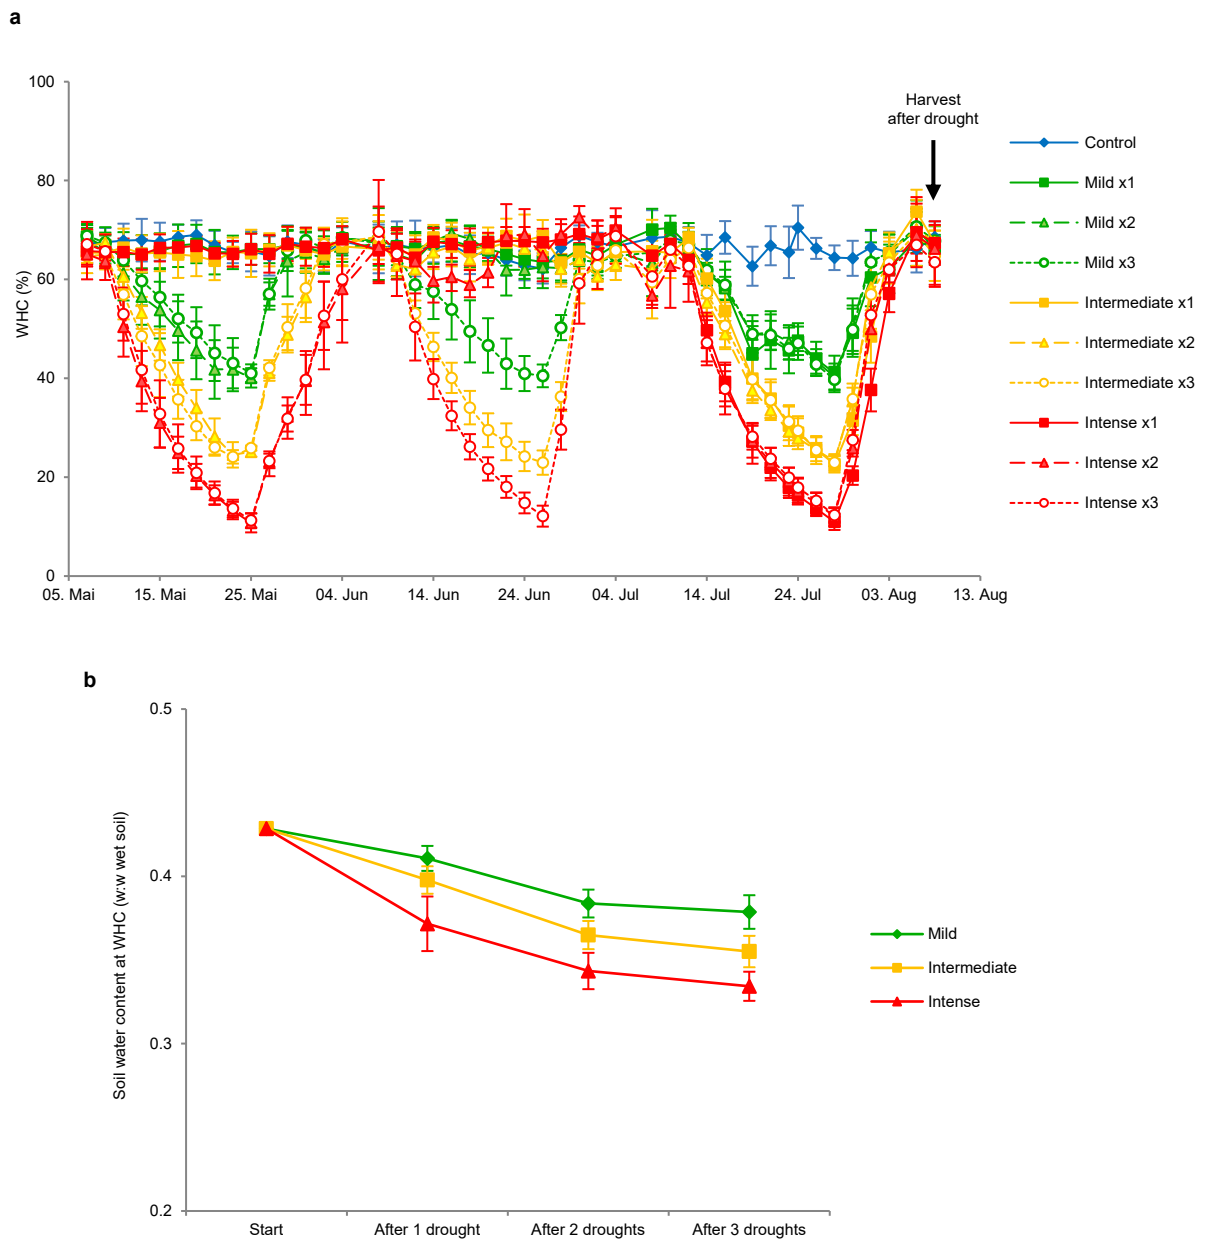 a
100
80
60
40
20
0
WHC (%)
05. Mai
15. Mai
25. Mai
04. Jun
14. Jun
24. Jun
04. Jul
14. Jul
24. Jul
03. Aug
13. Aug
Harvest
after drought
Control
Mild x1
Mild x2
Mild x3
Intermediate x1
Intermediate x2
Intermediate x3
Intense x1
Intense x2
Intense x3
b
0.5
0.4
0.3
0.2
Soil water content at WHC (w:w wet soil)
Start
After 1 drought
After 2 droughts
After 3 droughts
Mild
Intermediate
Intense